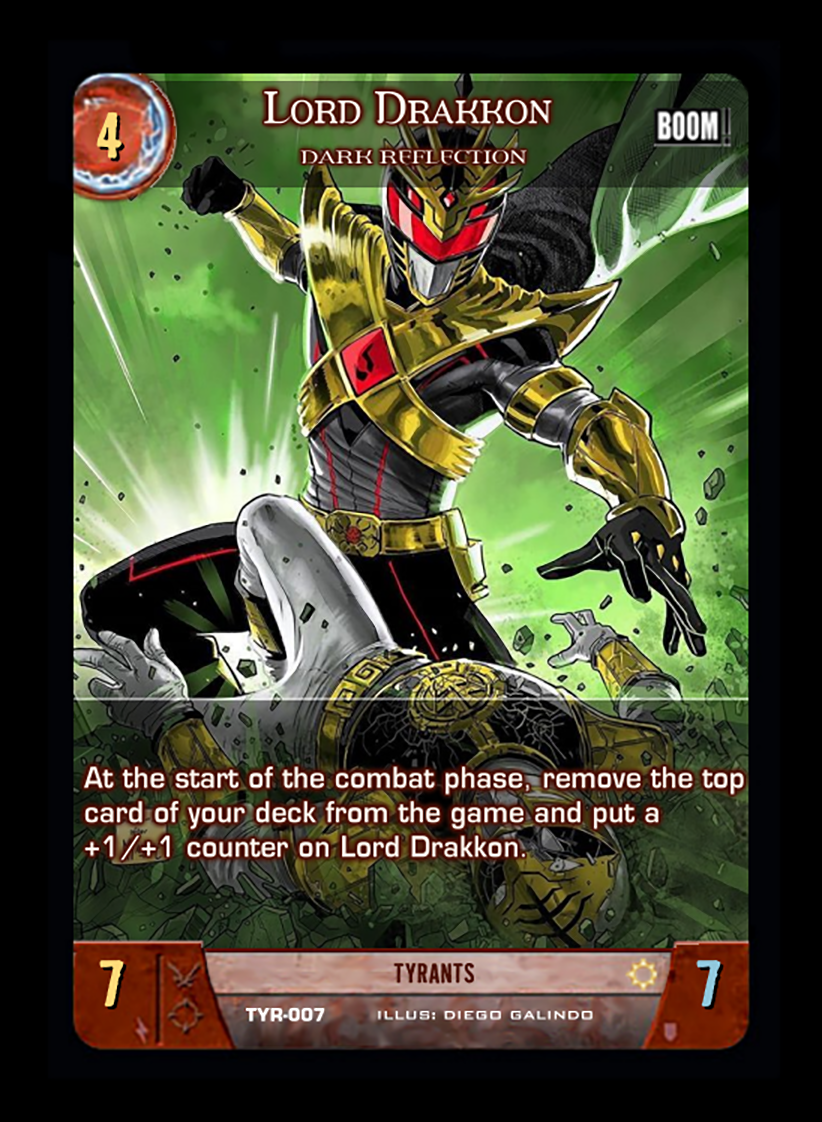 4
LORD DRAKKON
DARK REFLECTION
BOOM!
At the start of the combat phase, remove the top
card of your deck from the game and put a
+1/+1 counter on Lord Drakkon.
7
TYRANTS
7
TYR-007
ILLUS: DIEGO GALINDO